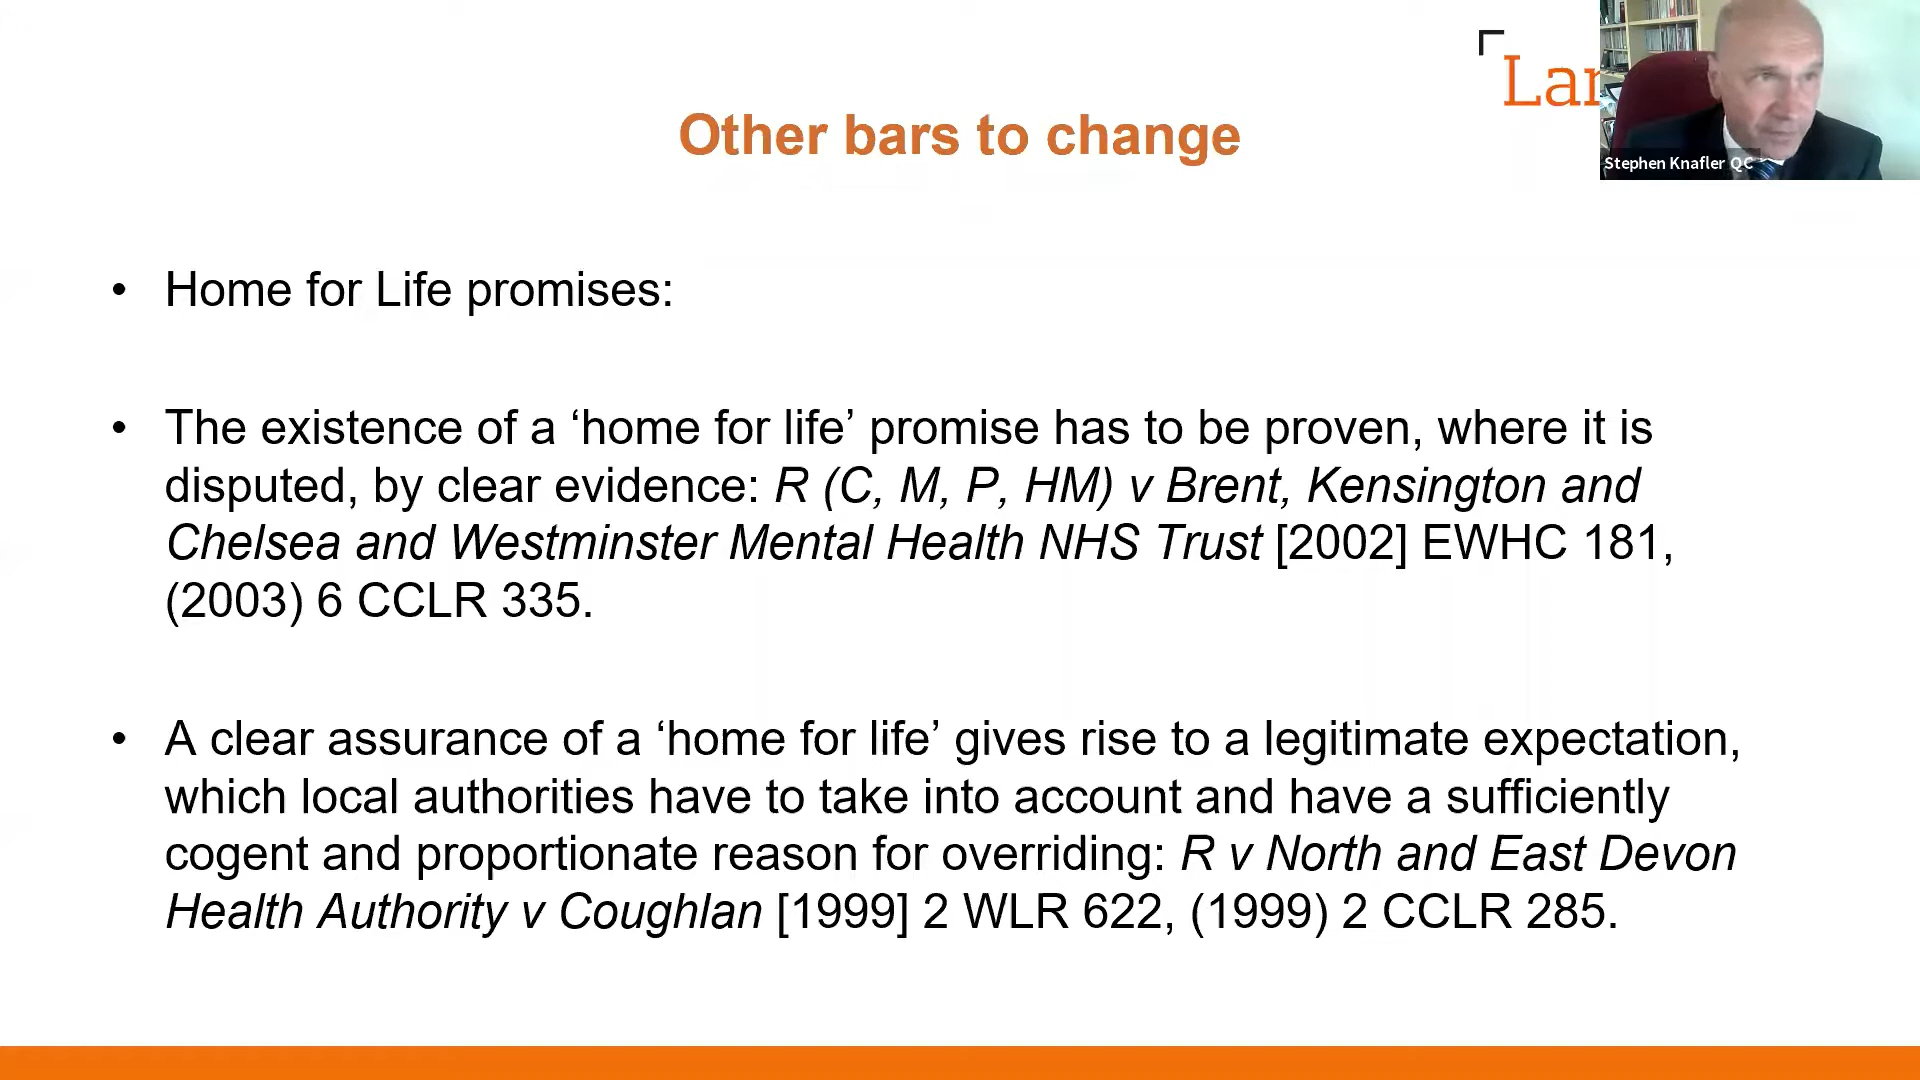 Lar
Stephen Knafler QC
Other bars to change
• Home for Life promises:
• The existence of a ‘home for life’ promise has to be proven, where it is
disputed, by clear evidence: R (C, M, P, HM) v Brent, Kensington and
Chelsea and Westminster Mental Health NHS Trust [2002] EWHC 181,
(2003) 6 CCLR 335.
• A clear assurance of a ‘home for life’ gives rise to a legitimate expectation,
which local authorities have to take into account and have a sufficiently
cogent and proportionate reason for overriding: R v North and East Devon
Health Authority v Coughlan [1999] 2 WLR 622, (1999) 2 CCLR 285.